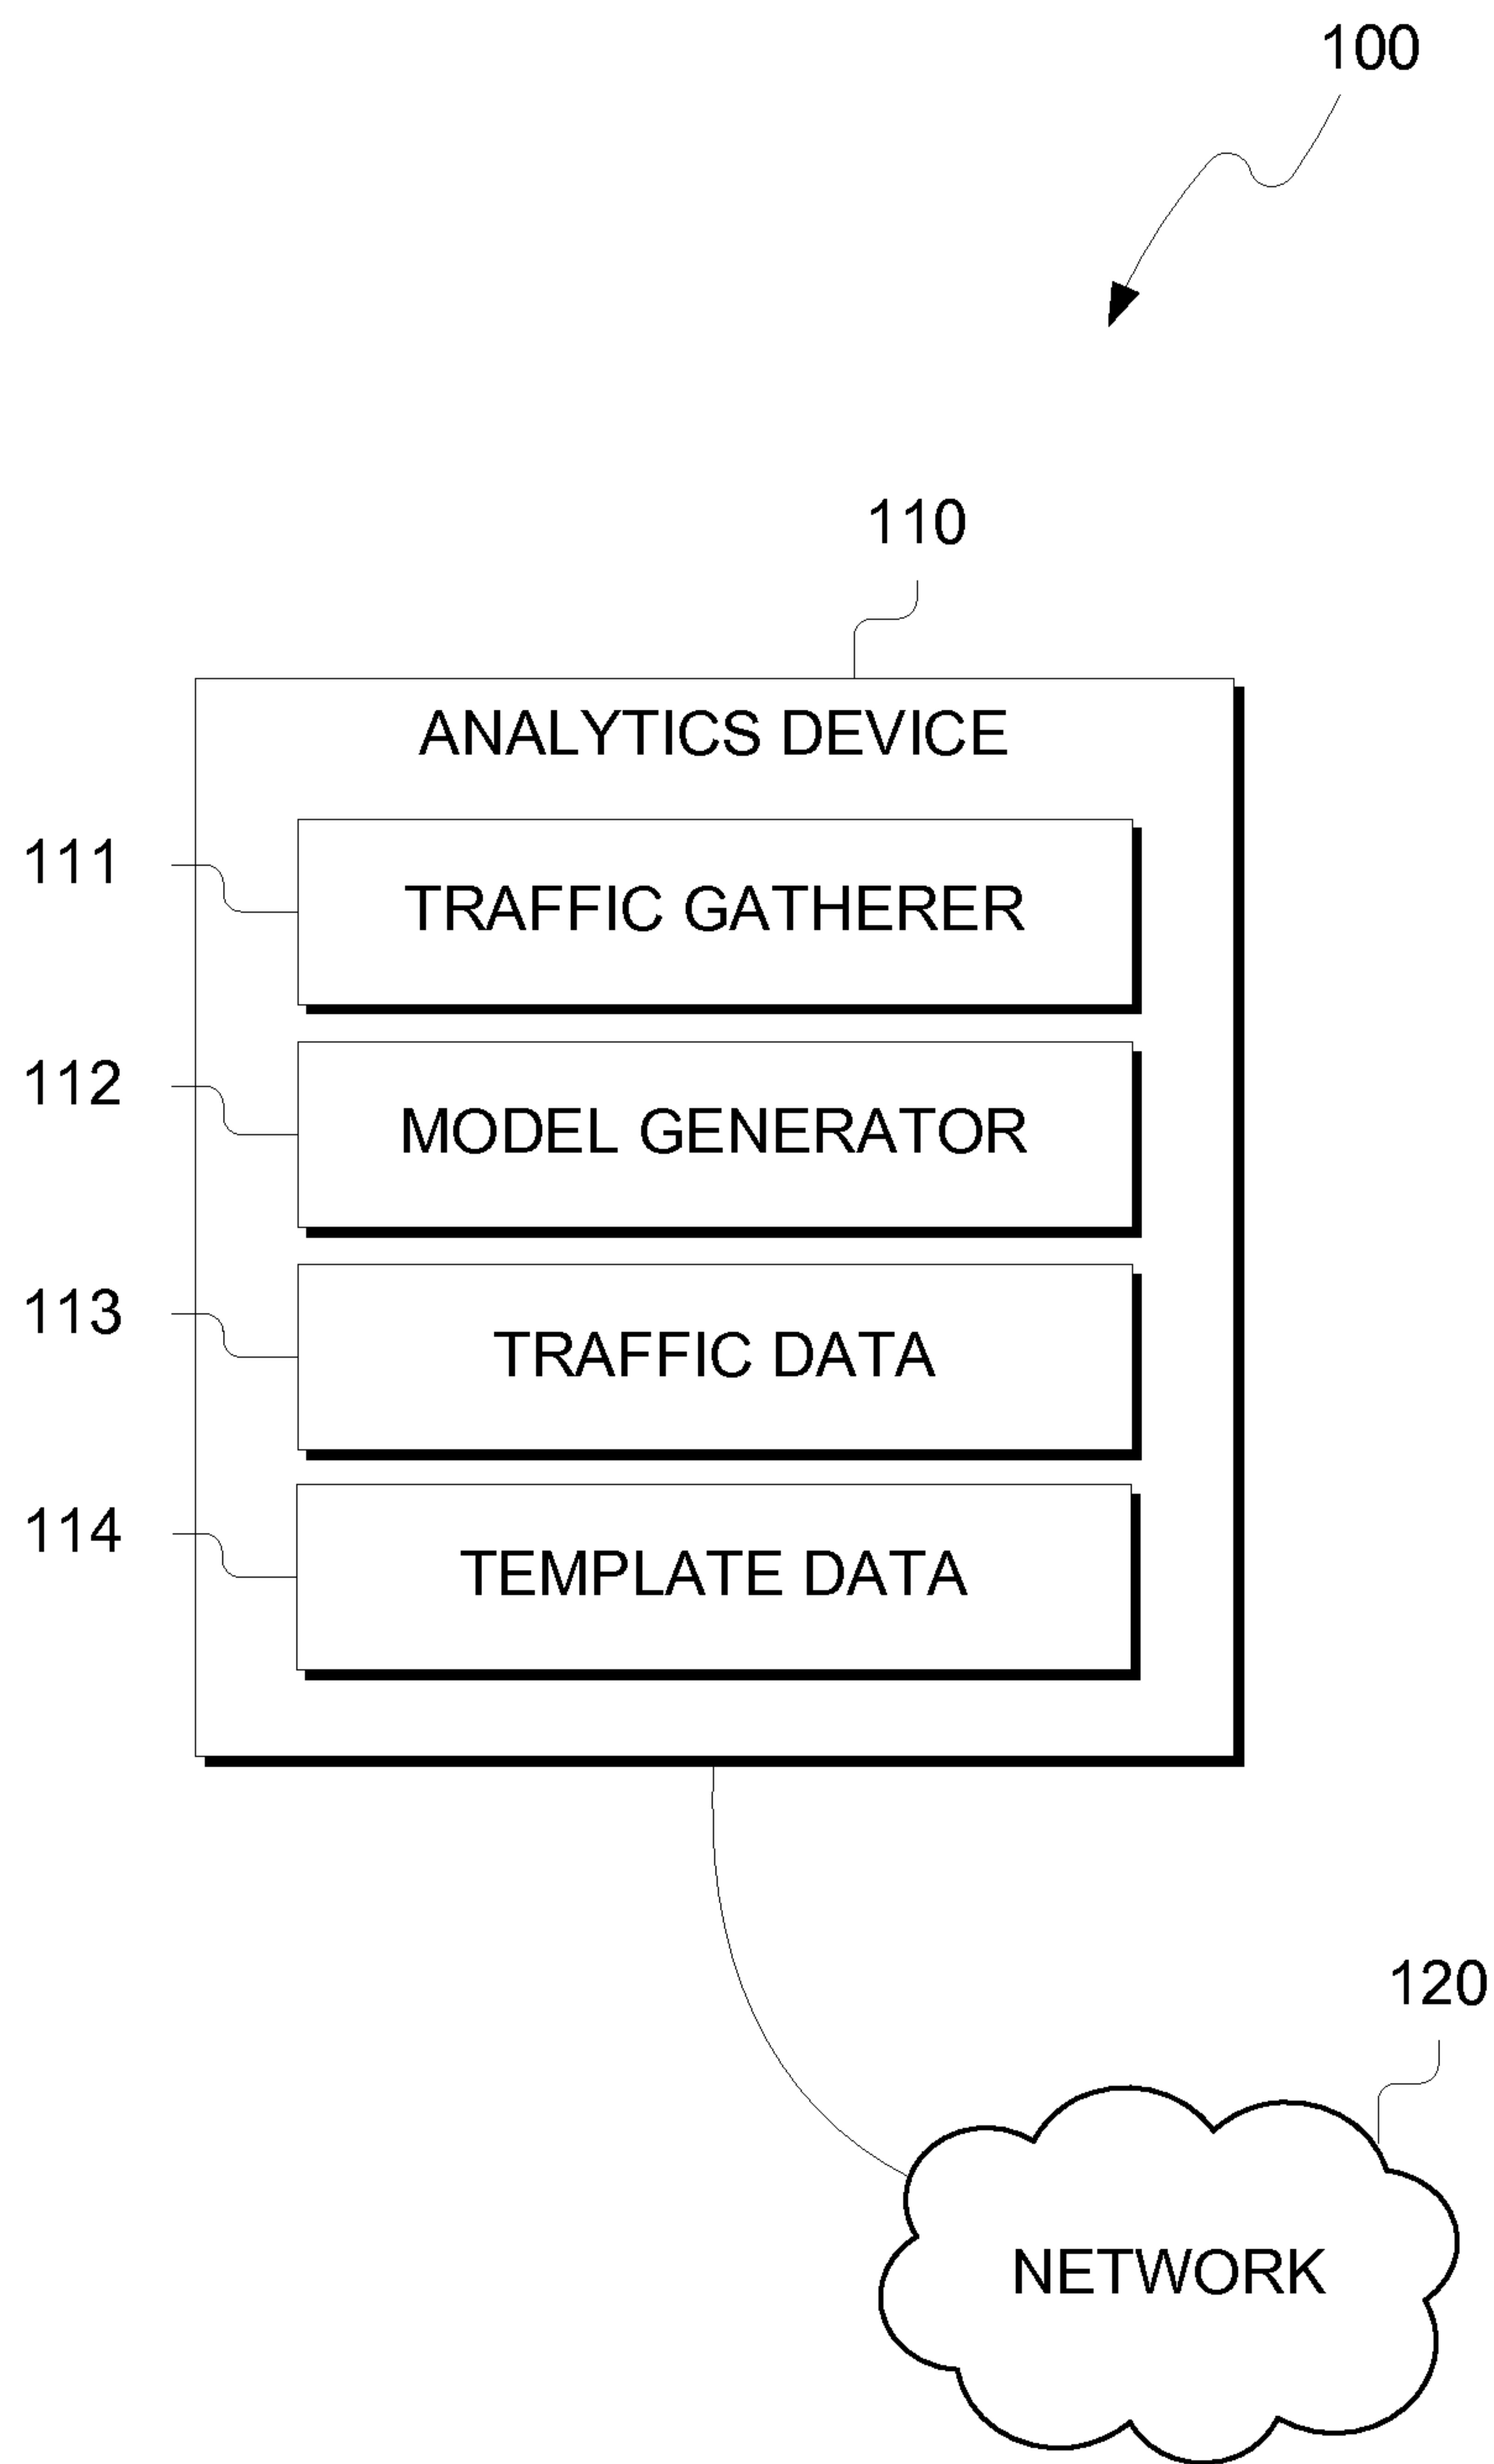 100
110
ANALYTICS DEVICE
111
TRAFFIC GATHERER
112
MODEL GENERATOR
113
TRAFFIC DATA
114
TEMPLATE DATA
120
NETWORK